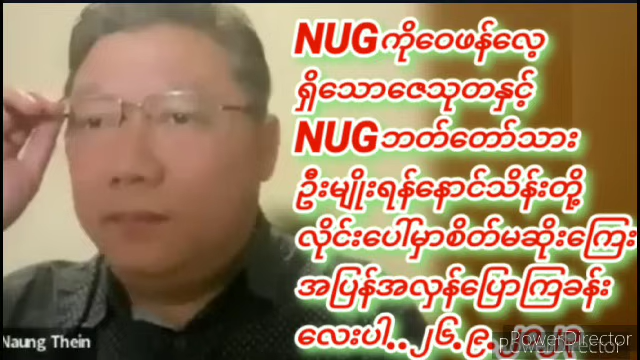 NUGကိုဝေဖန်လေ့
ရှိသောဇေသုတနှင့်
NUGဘတ်တော်သား
ဦးမျိုးရန်နောင်သိန်းတို့
လိုင်းပေါ်မှာစိတ်မဆိုးကြေး
အပြန်အလှန်ပြောကြခန်း
လေးပါ..၂၆.၉.
Naung Thein
PowerDirector
PowerDirector